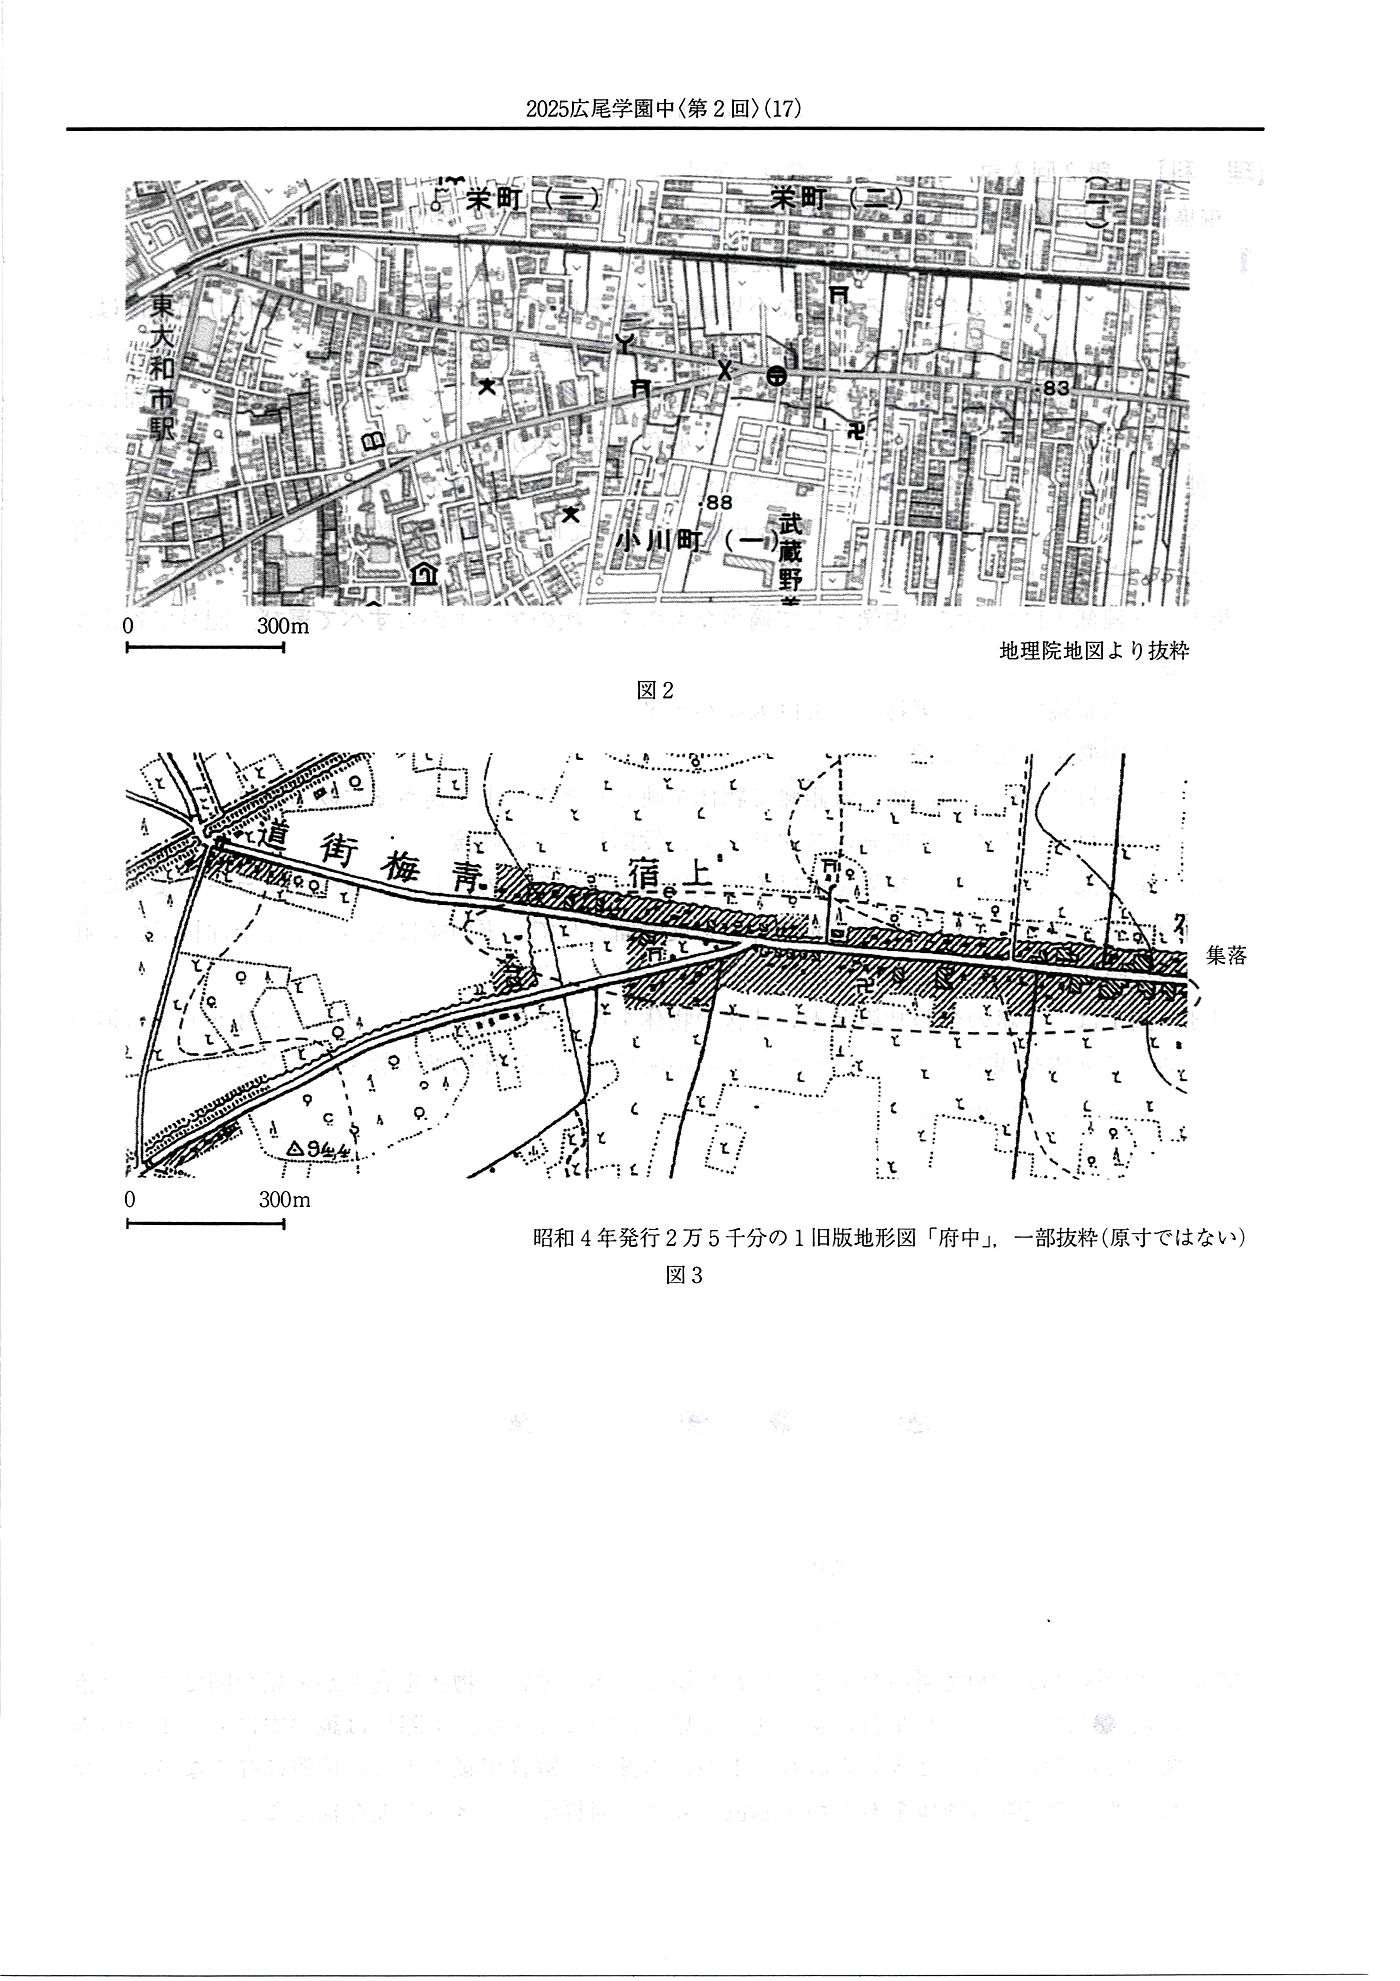 2025広尾学園中〈第2回〉(17)
栄町(一)
栄町(二)
東大和市駅
83
88
小川町(一)
武蔵野美
0 300m
地理院地図より抜粋
図2
道街梅青
宿上
集落
0 300m
昭和4年発行2万5千分の1旧版地形図「府中」,一部抜粋(原寸ではない)
図3